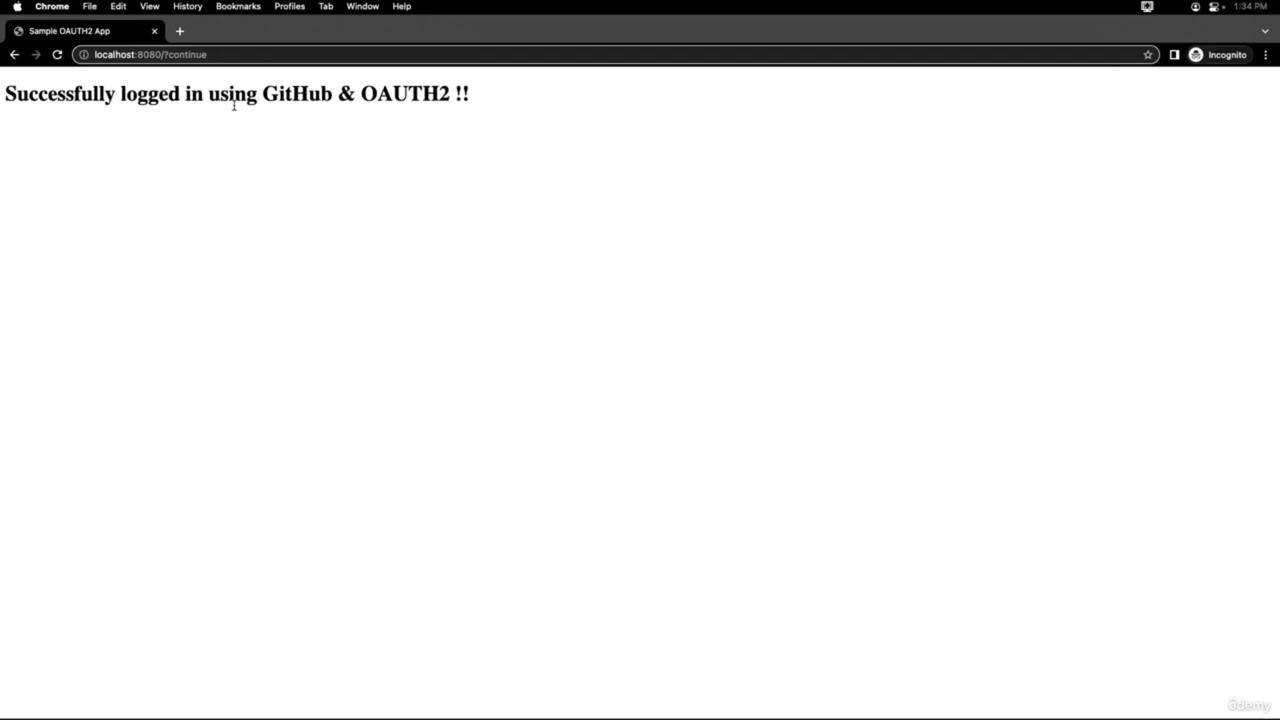 Chrome File Edit View History Bookmarks Profiles Tab Window Help 1:34 PM
Sample OAUTH2 App
localhost:8080/?continue Incognito
Successfully logged in using GitHub & OAUTH2 !!
ûdemy